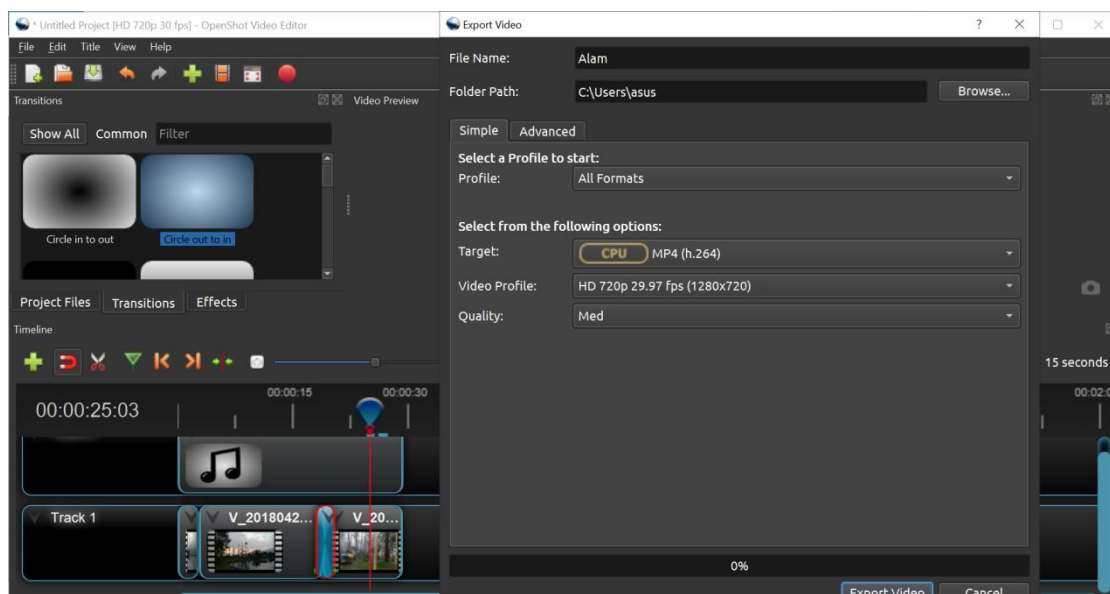 * Untitled Project [HD 720p 30 fps] - OpenShot Video Editor
File Edit Title View Help
Transitions
Video Preview
Show All Common Filter
Circle in to out
Circle out to in
Project Files Transitions Effects
Timeline
15 seconds
00:00:25:03
00:00:15
00:00:30
Track 1
V_2018042...
V_20...
Export Video
? ×
File Name: Alam
Folder Path: C:\Users\asus Browse...
Simple Advanced
Select a Profile to start:
Profile: All Formats
Select from the following options:
Target: CPU MP4 (h.264)
Video Profile: HD 720p 29.97 fps (1280x720)
Quality: Med
0%
Export Video Cancel